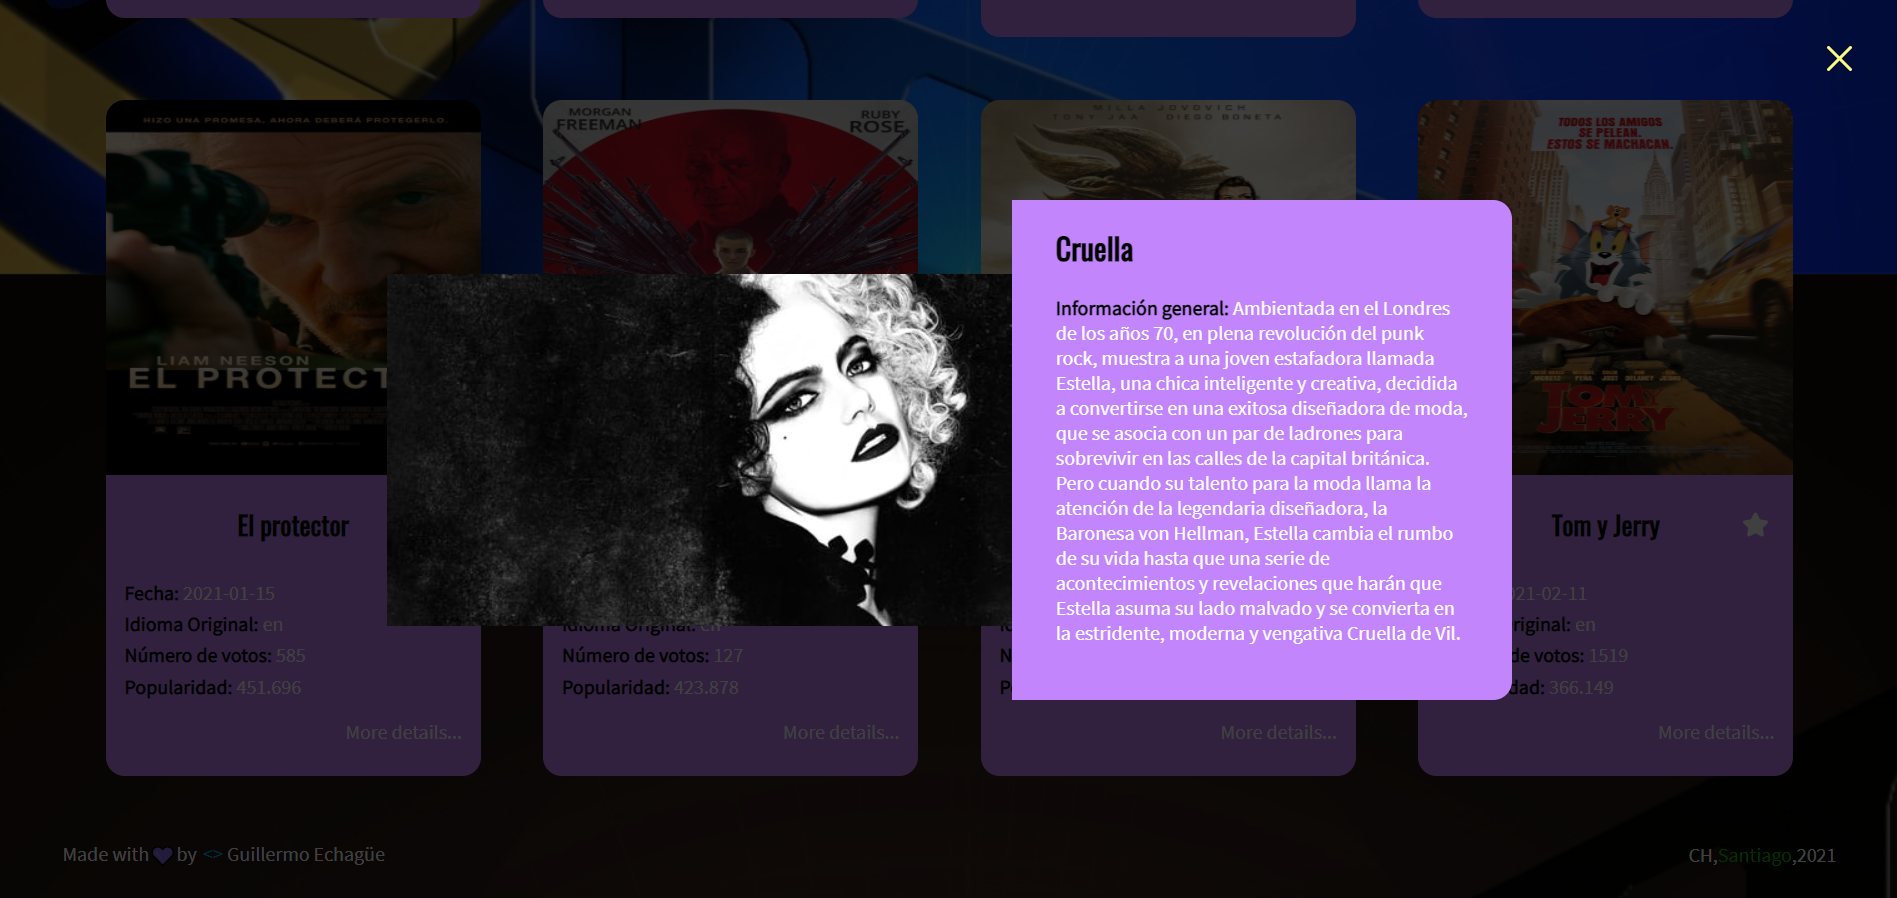 HIZO UNA PROMESA, AHORA DEBERÁ PROTEGERLO.
MORGAN
FREEMAN
RUBY
ROSE
MILLA JOVOVICH
TONY JAA DIEGO BONETA
TODOS LOS AMIGOS
SE PELEAN.
ESTOS SE MACHACAN.
LIAM NEESON
EL PROTECT
TOM
JERRY
Cruella
Información general: Ambientada en el Londres
de los años 70, en plena revolución del punk
rock, muestra a una joven estafadora llamada
Estella, una chica inteligente y creativa, decidida
a convertirse en una exitosa diseñadora de moda,
que se asocia con un par de ladrones para
sobrevivir en las calles de la capital británica.
Pero cuando su talento para la moda llama la
atención de la legendaria diseñadora, la
Baronesa von Hellman, Estella cambia el rumbo
de su vida hasta que una serie de
acontecimientos y revelaciones que harán que
Estella asuma su lado malvado y se convierta en
la estridente, moderna y vengativa Cruella de Vil.
El protector
Fecha: 2021-01-15
Idioma Original: en
Número de votos: 585
Popularidad: 451.696
More details...
Idioma Original: en
Número de votos: 127
Popularidad: 423.878
More details...
N
P
More details...
Tom y Jerry
021-02-11
riginal: en
de votos: 1519
dad: 366.149
More details...
Made with by <> Guillermo Echagüe
CH,Santiago,2021